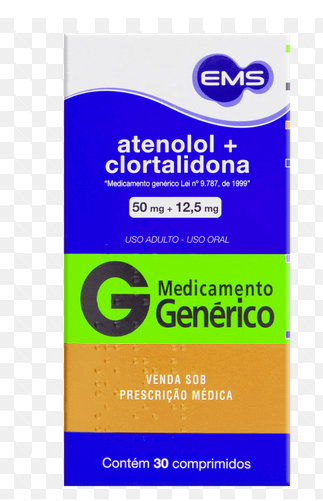 EMS
atenolol +
clortalidona
"Medicamento genérico Lei nº 9.787, de 1999"
50 mg + 12,5 mg
USO ADULTO - USO ORAL
G Medicamento
Genérico
VENDA SOB
PRESCRIÇÃO MÉDICA
Contém 30 comprimidos